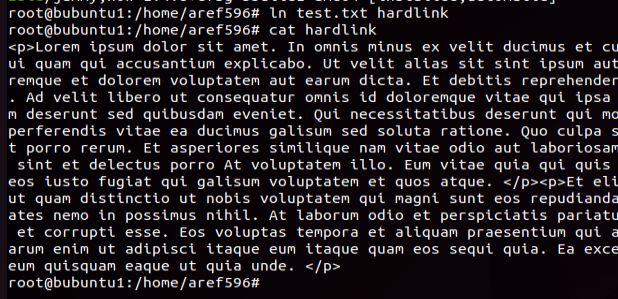 root@bubuntu1:/home/aref596# ln test.txt hardlink
root@bubuntu1:/home/aref596# cat hardlink
<p>Lorem ipsum dolor sit amet. In omnis minus ex velit ducimus et cu
ui quam qui accusantium explicabo. Ut velit alias sit sint ipsum aut
remque et dolorem voluptatem aut earum dicta. Et debitis reprehender
. Ad velit libero ut consequatur omnis id doloremque vitae qui ipsa
m deserunt sed quibusdam eveniet. Qui necessitatibus deserunt qui mo
perferendis vitae ea ducimus galisum sed soluta ratione. Quo culpa s
t porro rerum. Et asperiores similique nam vitae odio aut laboriosam
sint et delectus porro At voluptatem illo. Eum vitae quia qui quis
eos iusto fugiat qui galisum voluptatem et quos atque. </p><p>Et eli
ut quam distinctio ut nobis voluptatem qui magni sunt eos repudianda
ates nemo in possimus nihil. At laborum odio et perspiciatis pariatu
et corrupti esse. Eos voluptas tempora et aliquam praesentium qui a
arum enim ut adipisci itaque eum itaque quam eos sequi quia. Ea exce
eum quisquam eaque ut quia unde. </p>
root@bubuntu1:/home/aref596#